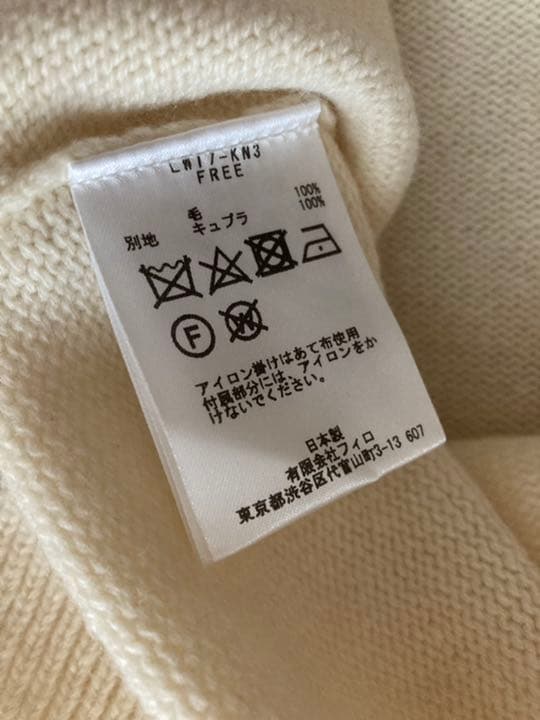 LW17-KN3
FREE
毛 100%
別地 キュプラ 100%
F W
アイロン掛けはあて布使用
付属部分には、アイロンをか
けないでください。
日本製
有限会社フィロ
東京都渋谷区代官山町3-13 607